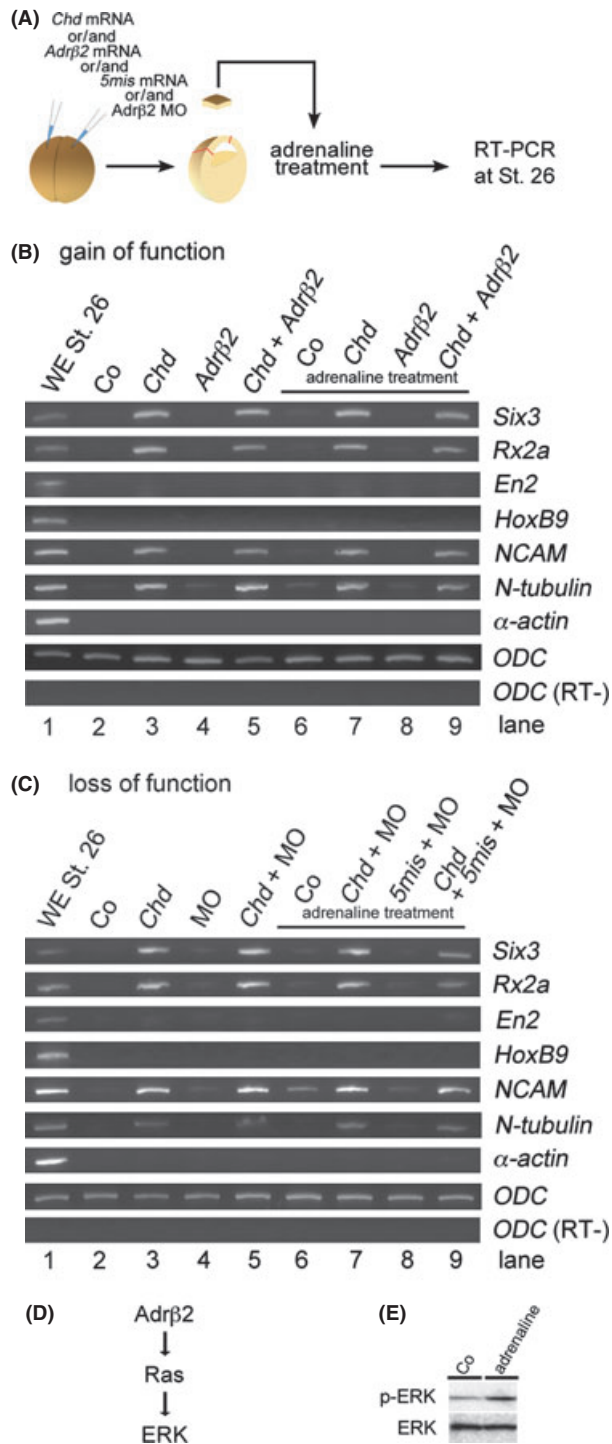 (A)
Chd mRNA
or/and
Adrβ2 mRNA
or/and
5mis mRNA
or/and
Adrβ2 MO
adrenaline
treatment
RT-PCR
at St. 26
(B) gain of function
WE St. 26 Co Chd Adrβ2 Chd + Adrβ2 Co Chd Adrβ2 Chd + Adrβ2
adrenaline treatment
Six3
Rx2a
En2
HoxB9
NCAM
N-tubulin
α-actin
ODC
ODC (RT-)
1 2 3 4 5 6 7 8 9 lane
(C) loss of function
WE St. 26 Co Chd MO Chd + MO Co Chd + MO 5mis + MO Chd + 5mis + MO
adrenaline treatment
Six3
Rx2a
En2
HoxB9
NCAM
N-tubulin
α-actin
ODC
ODC (RT-)
1 2 3 4 5 6 7 8 9 lane
(D)
Adrβ2
Ras
ERK
(E)
Co adrenaline
p-ERK
ERK